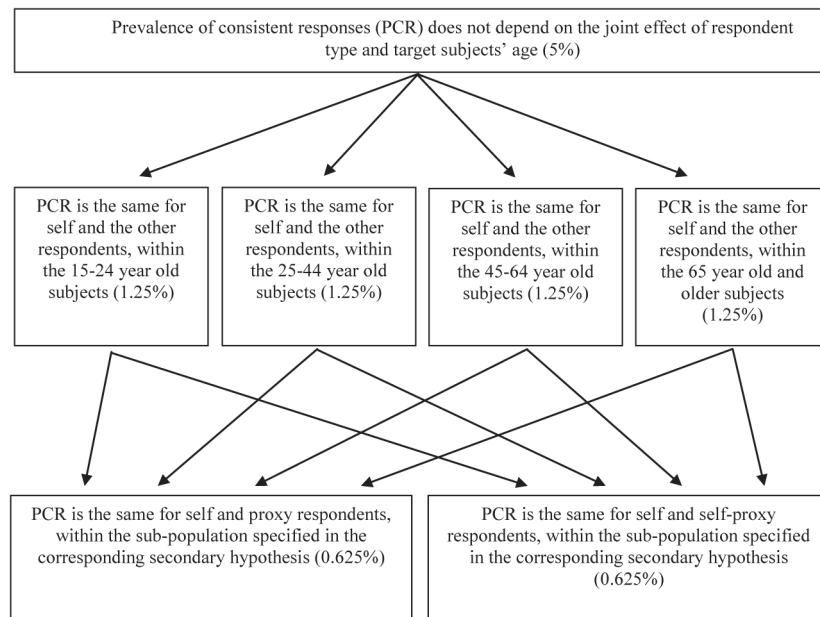 Prevalence of consistent responses (PCR) does not depend on the joint effect of respondent
type and target subjects' age (5%)
PCR is the same for
self and the other
respondents, within
the 15-24 year old
subjects (1.25%)
PCR is the same for
self and the other
respondents, within
the 25-44 year old
subjects (1.25%)
PCR is the same for
self and the other
respondents, within
the 45-64 year old
subjects (1.25%)
PCR is the same for
self and the other
respondents, within
the 65 year old and
older subjects
(1.25%)
PCR is the same for self and proxy respondents,
within the sub-population specified in the
corresponding secondary hypothesis (0.625%)
PCR is the same for self and self-proxy
respondents, within the sub-population specified
in the corresponding secondary hypothesis
(0.625%)